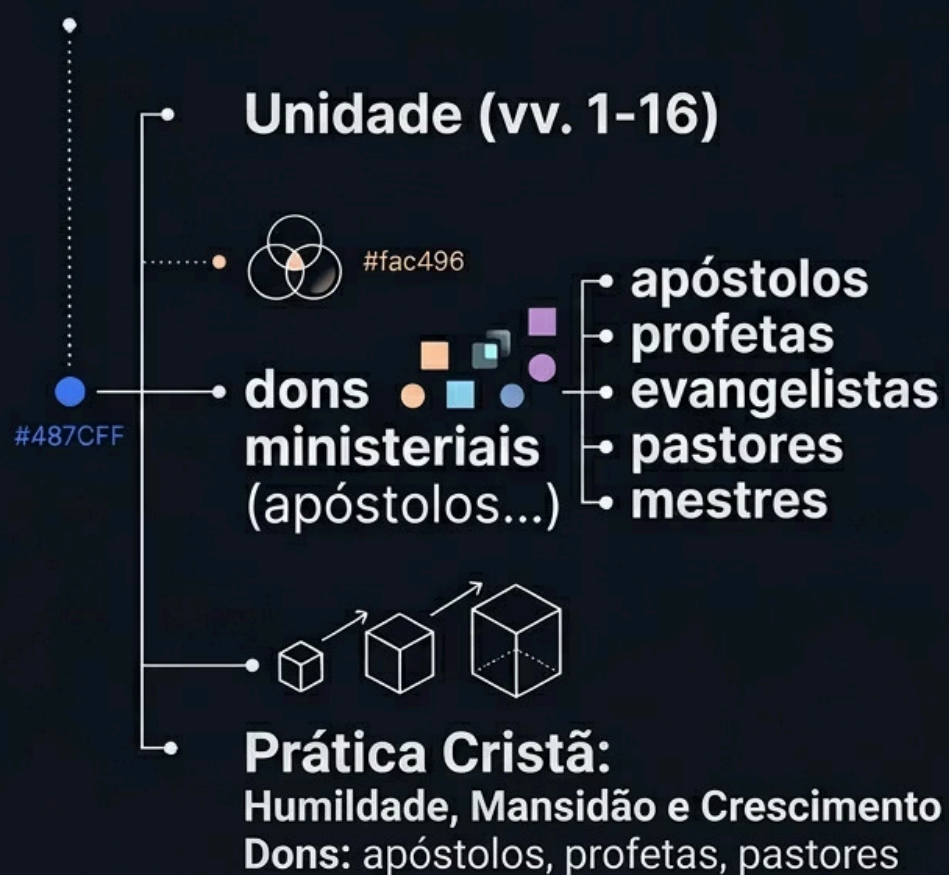 Unidade (vv. 1-16)
#fac496
#487CFF
dons
ministeriais
(apóstolos...)
apóstolos
profetas
evangelistas
pastores
mestres
Prática Cristã:
Humildade, Mansidão e Crescimento
Dons: apóstolos, profetas, pastores